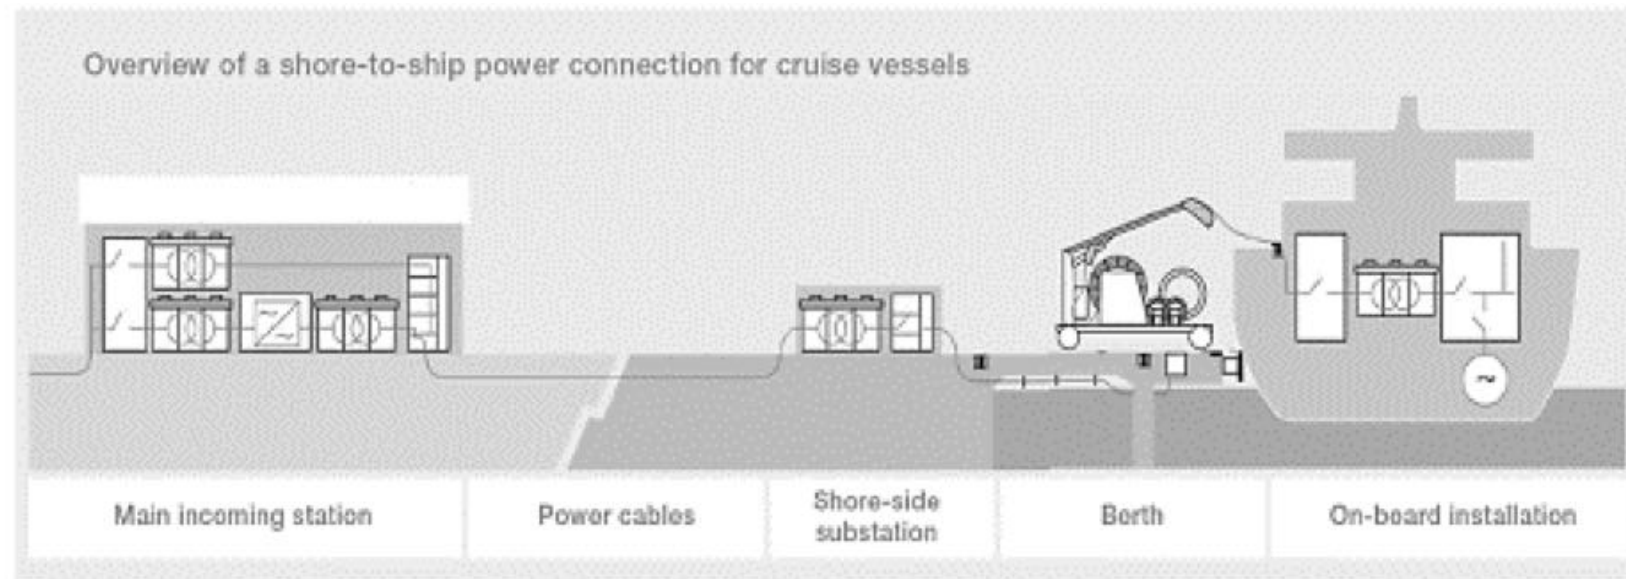 Overview of a shore-to-ship power connection for cruise vessels
Main incoming station
Power cables
Shore-side
substation
Berth
On-board installation